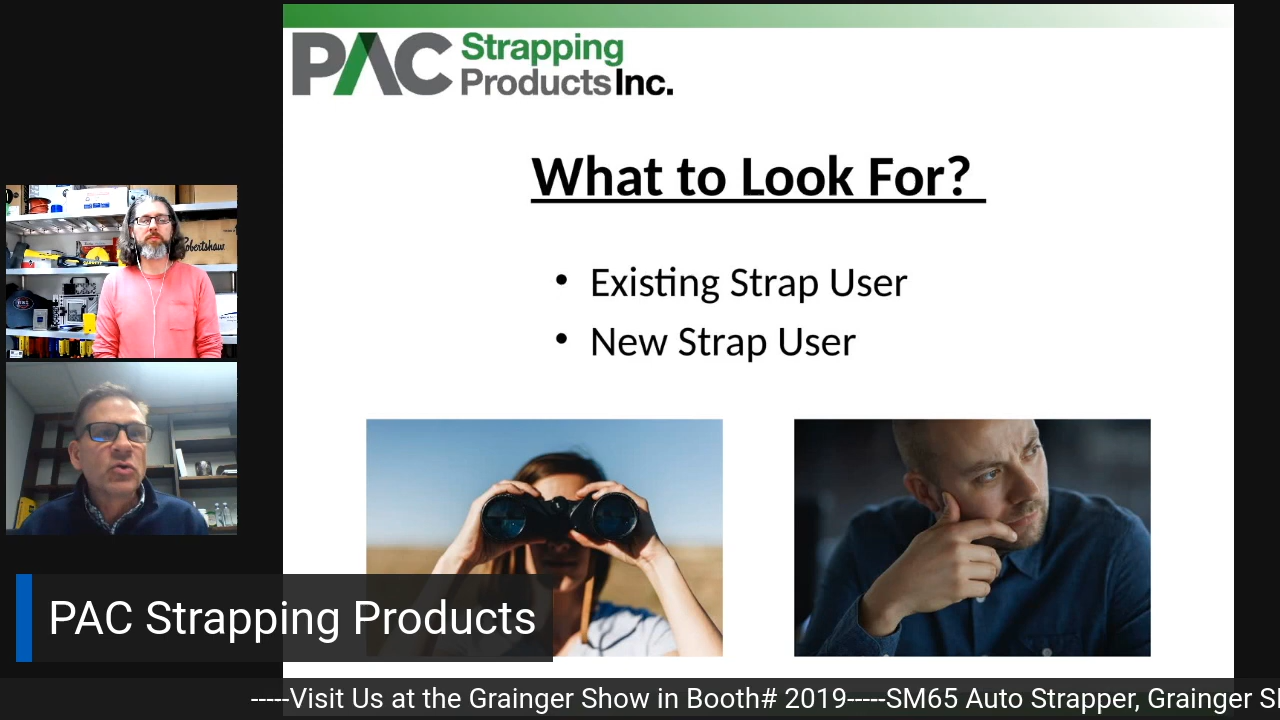 PAC Strapping
Products Inc.
What to Look For?
• Existing Strap User
• New Strap User
Robertshaw
PAC Strapping Products
-----Visit Us at the Grainger Show in Booth# 2019-----SM65 Auto Strapper, Grainger